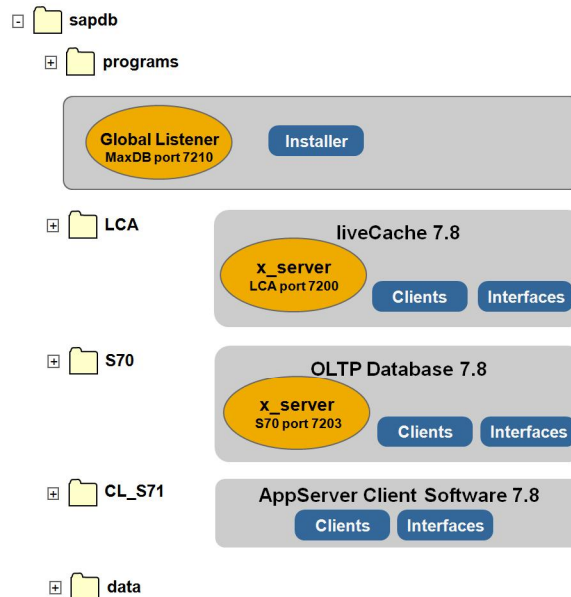 sapdb
programs
Global Listener
MaxDB port 7210
Installer
LCA
liveCache 7.8
x_server
LCA port 7200
Clients
Interfaces
S70
OLTP Database 7.8
x_server
S70 port 7203
Clients
Interfaces
CL_S71
AppServer Client Software 7.8
Clients
Interfaces
data